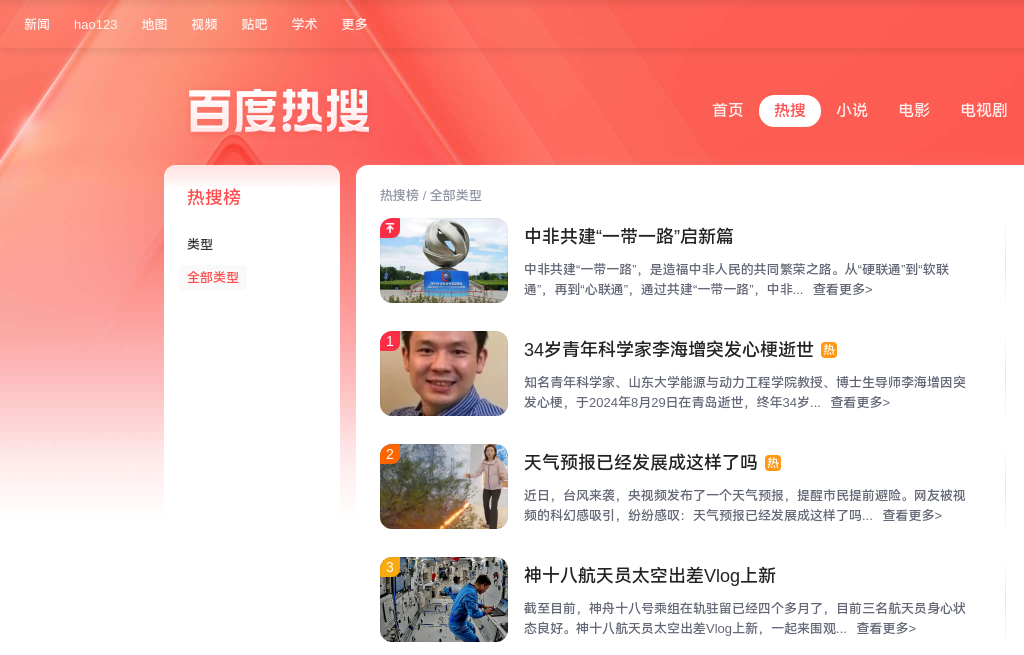 新闻 hao123 地图 视频 贴吧 学术 更多
百度热搜
首页 热搜 小说 电影 电视剧
热搜榜
类型
全部类型
热搜榜 / 全部类型
中非共建“一带一路”启新篇
中非共建“一带一路”，是造福中非人民的共同繁荣之路。从“硬联通”到“软联
通”，再到“心联通”，通过共建“一带一路”，中非... 查看更多>
1
34岁青年科学家李海增突发心梗逝世 热
知名青年科学家、山东大学能源与动力工程学院教授、博士生导师李海增因突
发心梗，于2024年8月29日在青岛逝世，终年34岁... 查看更多>
2
天气预报已经发展成这样了吗 热
近日，台风来袭，央视频发布了一个天气预报，提醒市民提前避险。网友被视
频的科幻感吸引，纷纷感叹：天气预报已经发展成这样了吗... 查看更多>
3
神十八航天员太空出差Vlog上新
截至目前，神舟十八号乘组在轨驻留已经四个多月了，目前三名航天员身心状
态良好。神十八航天员太空出差Vlog上新，一起来围观... 查看更多>